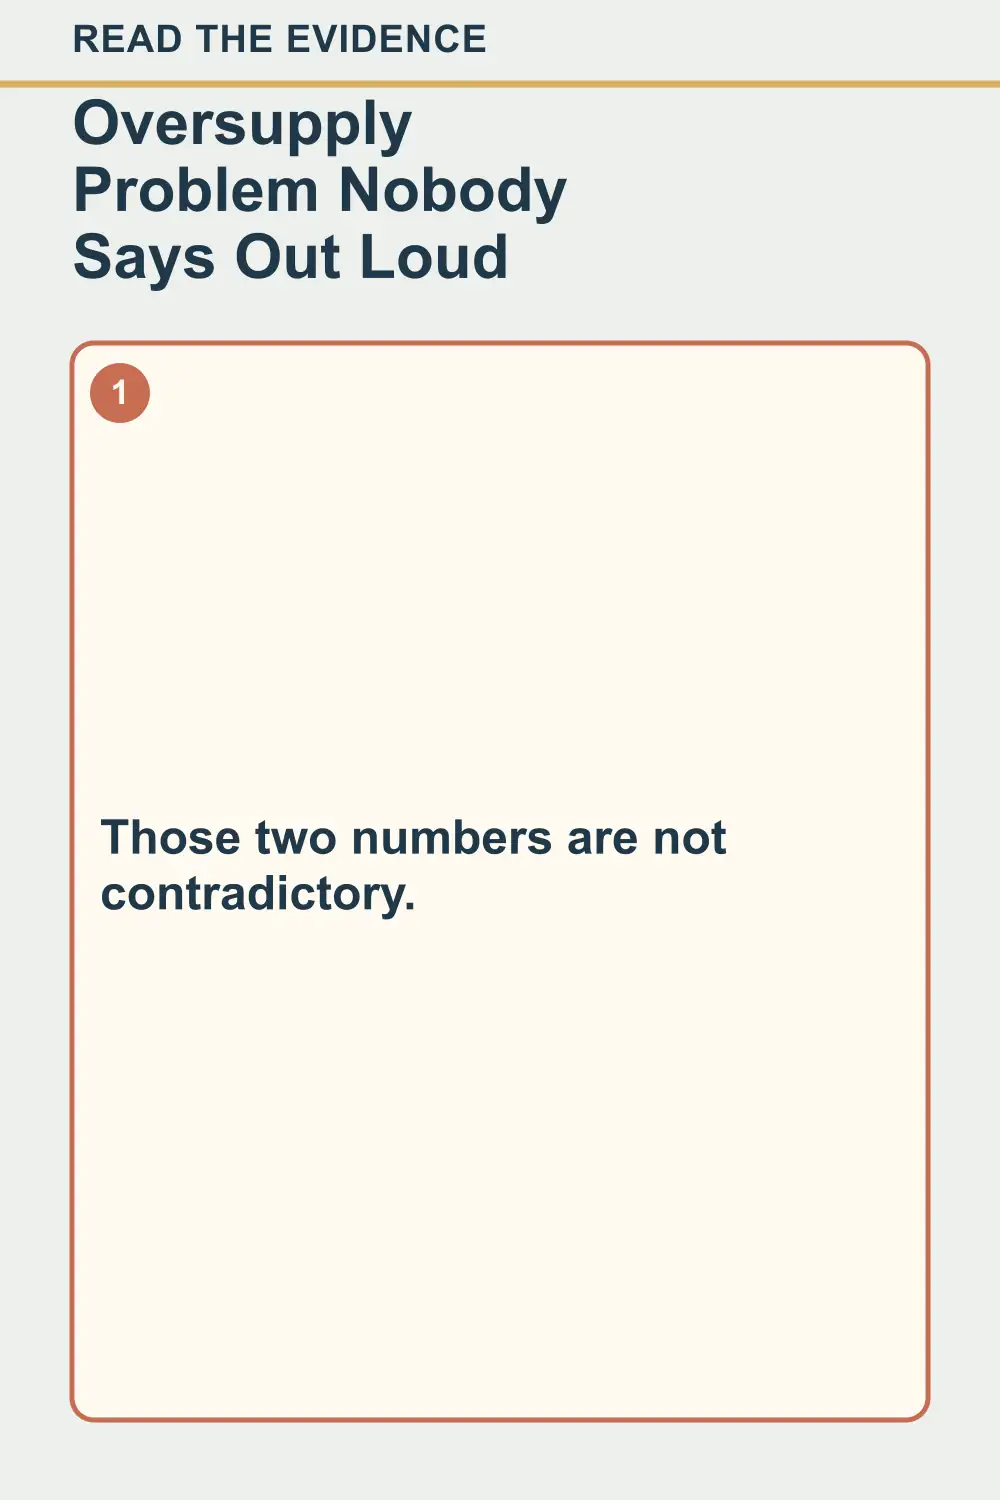 READ THE EVIDENCE
Oversupply
Problem Nobody
Says Out Loud
1
Those two numbers are not
contradictory.